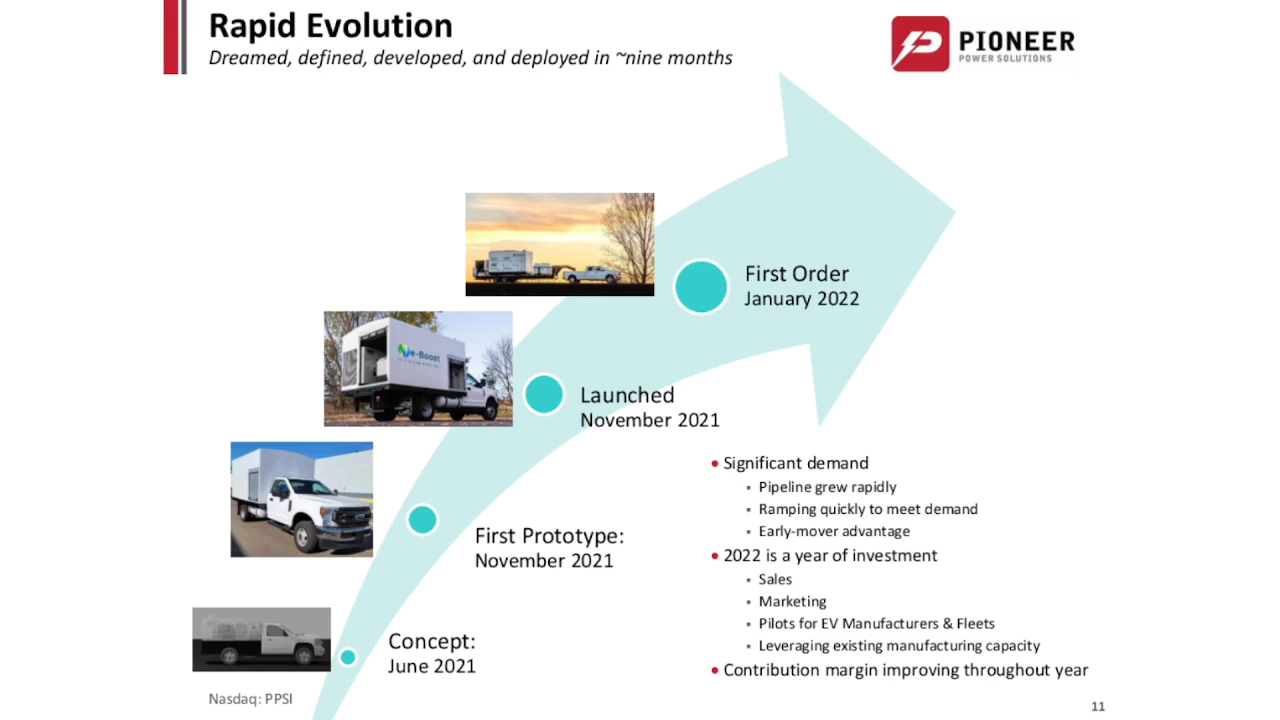 Rapid Evolution
Dreamed, defined, developed, and deployed in ~nine months
PIONEER
POWER SOLUTIONS
First Order
January 2022
e-Boost
Launched
November 2021
First Prototype:
November 2021
Concept:
June 2021
• Significant demand
▪ Pipeline grew rapidly
▪ Ramping quickly to meet demand
▪ Early-mover advantage
• 2022 is a year of investment
▪ Sales
▪ Marketing
▪ Pilots for EV Manufacturers & Fleets
▪ Leveraging existing manufacturing capacity
• Contribution margin improving throughout year
Nasdaq: PPSI
11